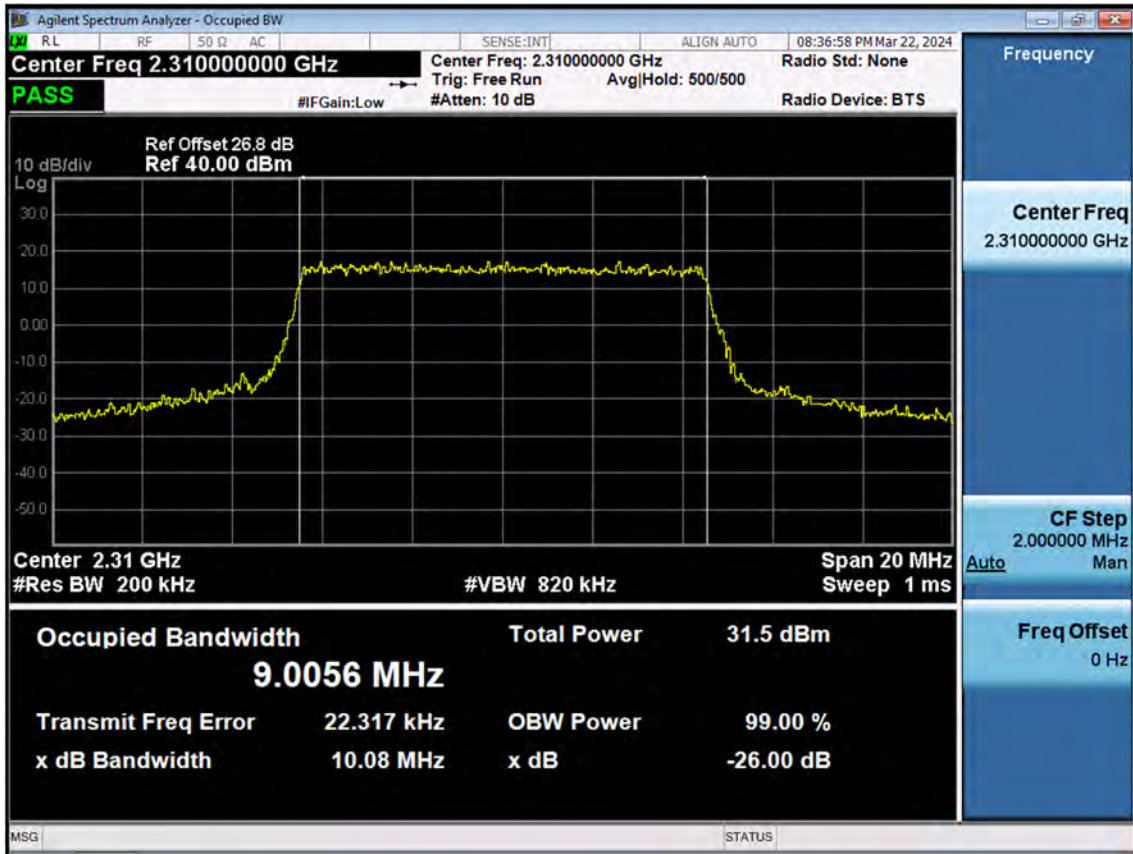 Agilent Spectrum Analyzer - Occupied BW
LXI RL RF 50 Ω AC SENSE:INT ALIGN AUTO 08:36:58 PM Mar 22, 2024
Center Freq 2.310000000 GHz
Center Freq: 2.310000000 GHz
Radio Std: None
Trig: Free Run Avg|Hold: 500/500
PASS
#IFGain:Low
#Atten: 10 dB
Radio Device: BTS
Ref Offset 26.8 dB
10 dB/div Ref 40.00 dBm
Log
30.0
20.0
10.0
0.00
-10.0
-20.0
-30.0
-40.0
-50.0
Center 2.31 GHz Span 20 MHz
#Res BW 200 kHz #VBW 820 kHz Sweep 1 ms
Occupied Bandwidth Total Power 31.5 dBm
9.0056 MHz
Transmit Freq Error 22.317 kHz OBW Power 99.00 %
x dB Bandwidth 10.08 MHz x dB -26.00 dB
MSG STATUS
Frequency
Center Freq
2.310000000 GHz
CF Step
2.000000 MHz
Auto Man
Freq Offset
0 Hz